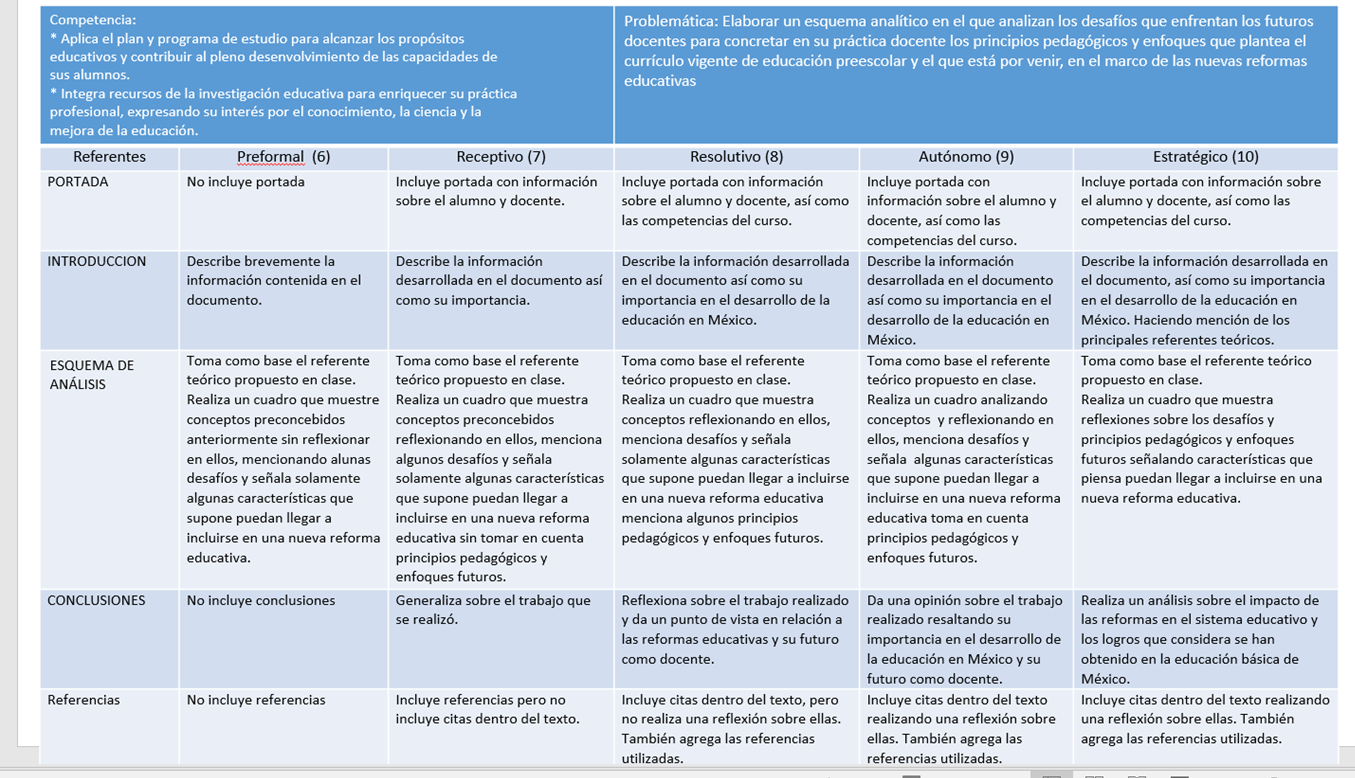 Competencia:
* Aplica el plan y programa de estudio para alcanzar los propósitos
educativos y contribuir al pleno desenvolvimiento de las capacidades de
sus alumnos.
* Integra recursos de la investigación educativa para enriquecer su práctica
profesional, expresando su interés por el conocimiento, la ciencia y la
mejora de la educación.
Problemática: Elaborar un esquema analítico en el que analizan los desafíos que enfrentan los futuros
docentes para concretar en su práctica docente los principios pedagógicos y enfoques que plantea el
currículo vigente de educación preescolar y el que está por venir, en el marco de las nuevas reformas
educativas
Referentes
Preformal (6)
Receptivo (7)
Resolutivo (8)
Autónomo (9)
Estratégico (10)
PORTADA
No incluye portada
Incluye portada con información
sobre el alumno y docente.
Incluye portada con información
sobre el alumno y docente, así como
las competencias del curso.
Incluye portada con
información sobre el alumno y
docente, así como las
competencias del curso.
Incluye portada con información sobre
el alumno y docente, así como las
competencias del curso.
INTRODUCCION
Describe brevemente la
información contenida en el
documento.
Describe la información
desarrollada en el documento así
como su importancia.
Describe la información desarrollada
en el documento así como su
importancia en el desarrollo de la
educación en México.
Describe la información
desarrollada en el documento
así como su importancia en el
desarrollo de la educación en
México.
Describe la información desarrollada en
el documento, así como su importancia
en el desarrollo de la educación en
México. Haciendo mención de los
principales referentes teóricos.
ESQUEMA DE
ANÁLISIS
Toma como base el referente
teórico propuesto en clase.
Realiza un cuadro que muestre
conceptos preconcebidos
anteriormente sin reflexionar
en ellos, mencionando alunas
desafíos y señala solamente
algunas características que
supone puedan llegar a
incluirse en una nueva reforma
educativa.
Toma como base el referente
teórico propuesto en clase.
Realiza un cuadro que muestra
conceptos preconcebidos
reflexionando en ellos, menciona
algunos desafíos y señala
solamente algunas características
que supone puedan llegar a
incluirse en una nueva reforma
educativa sin tomar en cuenta
principios pedagógicos y
enfoques futuros.
Toma como base el referente
teórico propuesto en clase.
Realiza un cuadro que muestra
conceptos reflexionando en ellos,
menciona desafíos y señala
solamente algunas características
que supone puedan llegar a incluirse
en una nueva reforma educativa
menciona algunos principios
pedagógicos y enfoques futuros.
Toma como base el referente
teórico propuesto en clase.
Realiza un cuadro analizando
conceptos y reflexionando en
ellos, menciona desafíos y
señala algunas características
que supone puedan llegar a
incluirse en una nueva reforma
educativa toma en cuenta
principios pedagógicos y
enfoques futuros.
Toma como base el referente teórico
propuesto en clase.
Realiza un cuadro que muestra
reflexiones sobre los desafíos y
principios pedagógicos y enfoques
futuros señalando características que
piensa puedan llegar a incluirse en una
nueva reforma educativa.
CONCLUSIONES
No incluye conclusiones
Generaliza sobre el trabajo que
se realizó.
Reflexiona sobre el trabajo realizado
y da un punto de vista en relación a
las reformas educativas y su futuro
como docente.
Da una opinión sobre el trabajo
realizado resaltando su
importancia en el desarrollo de
la educación en México y su
futuro como docente.
Realiza un análisis sobre el impacto de
las reformas en el sistema educativo y
los logros que considera se han
obtenido en la educación básica de
México.
Referencias
No incluye referencias
Incluye referencias pero no
incluye citas dentro del texto.
Incluye citas dentro del texto, pero
no realiza una reflexión sobre ellas.
También agrega las referencias
utilizadas.
Incluye citas dentro del texto
realizando una reflexión sobre
ellas. También agrega las
referencias utilizadas.
Incluye citas dentro del texto realizando
una reflexión sobre ellas. También
agrega las referencias utilizadas.